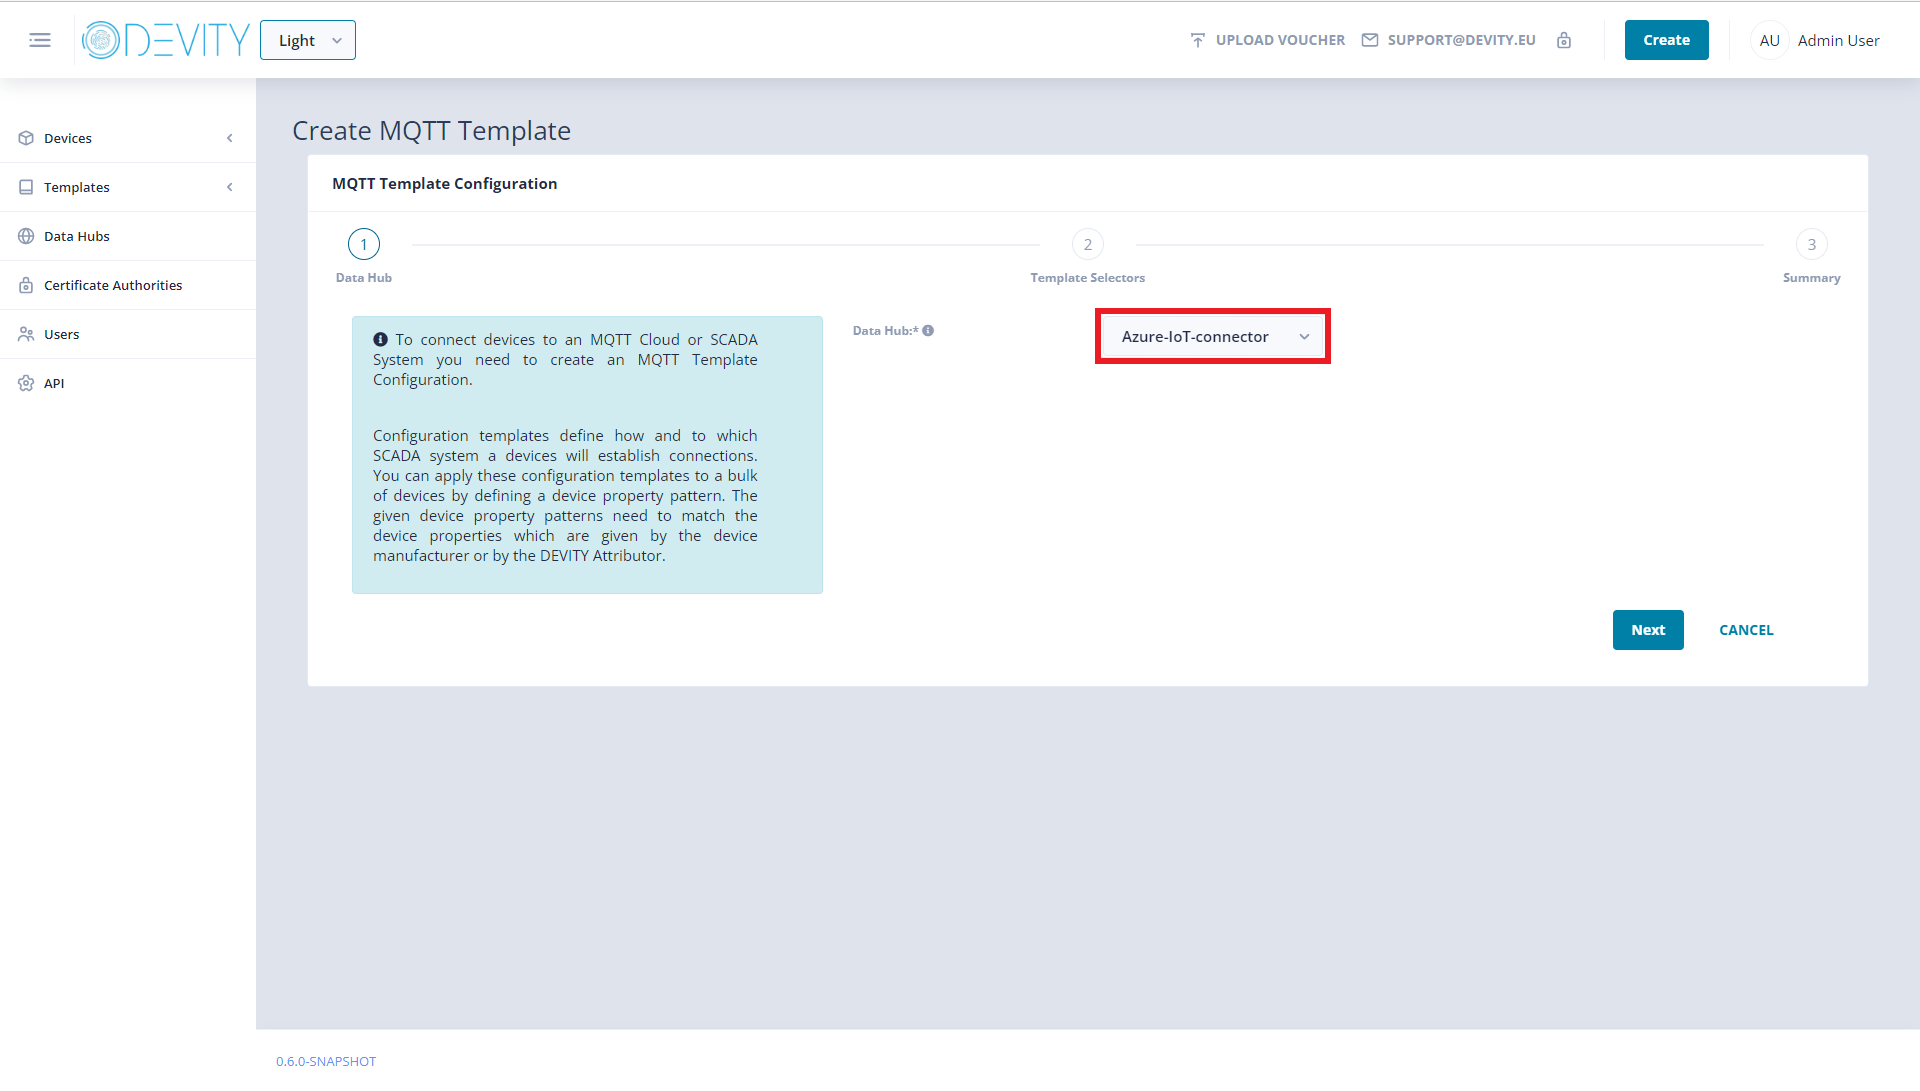 DEVITY
Light
UPLOAD VOUCHER
SUPPORT@DEVITY.EU
Create
AU
Admin User
Devices
Templates
Data Hubs
Certificate Authorities
Users
API
Create MQTT Template
MQTT Template Configuration
1
2
3
Data Hub
Template Selectors
Summary
To connect devices to an MQTT Cloud or SCADA
System you need to create an MQTT Template
Configuration.
Configuration templates define how and to which
SCADA system a devices will establish connections.
You can apply these configuration templates to a bulk
of devices by defining a device property pattern. The
given device property patterns need to match the
device properties which are given by the device
manufacturer or by the DEVITY Attributor.
Data Hub:*
Azure-IoT-connector
Next
CANCEL
0.6.0-SNAPSHOT